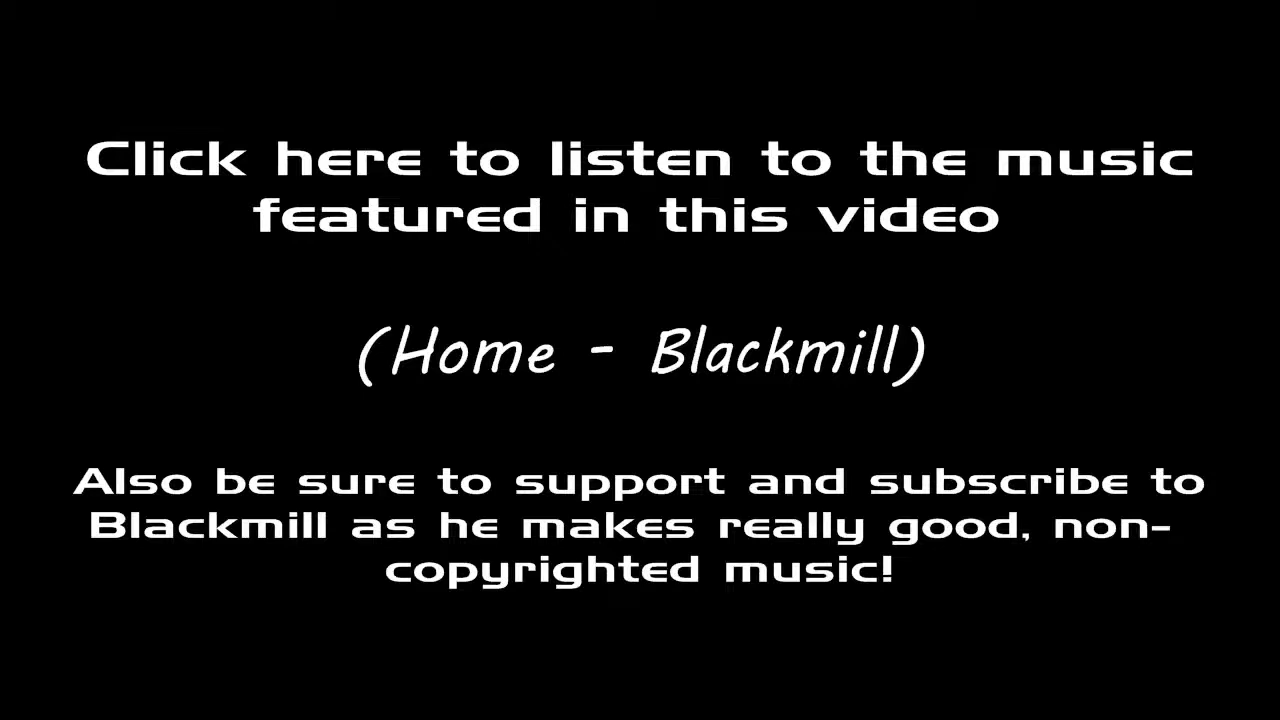 Click here to listen to the music
featured in this video
(Home - Blackmill)
Also be sure to support and subscribe to
Blackmill as he makes really good, non-
copyrighted music!